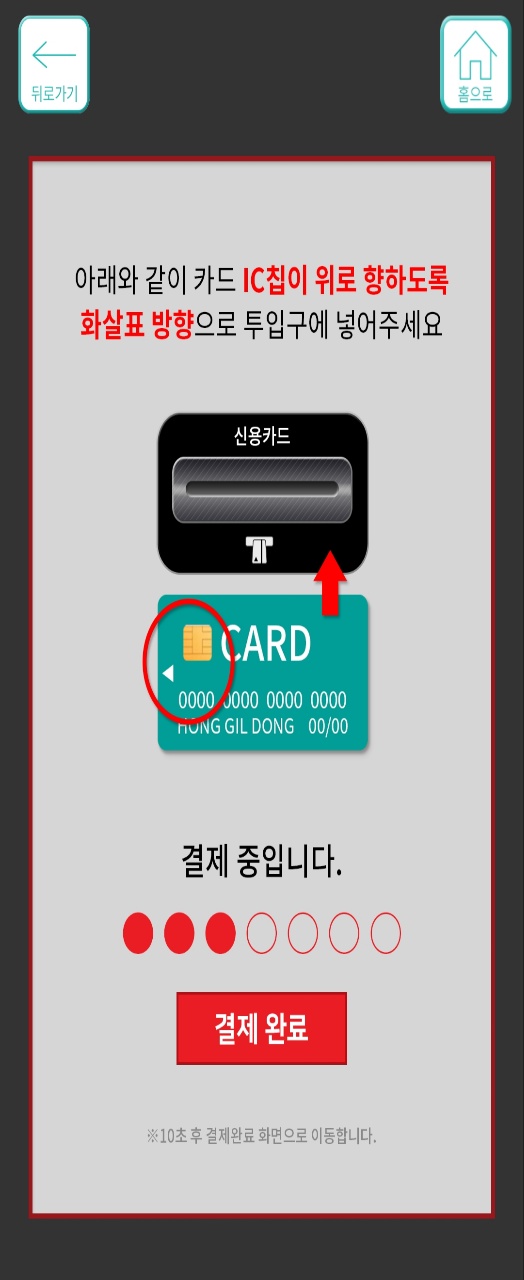 뒤로가기
홈으로
아래와 같이 카드 IC칩이 위로 향하도록
화살표 방향으로 투입구에 넣어주세요
신용카드
CARD
0000 0000 0000 0000
HONG GIL DONG 00/00
결제 중입니다.
결제 완료
※10초 후 결제완료 화면으로 이동합니다.